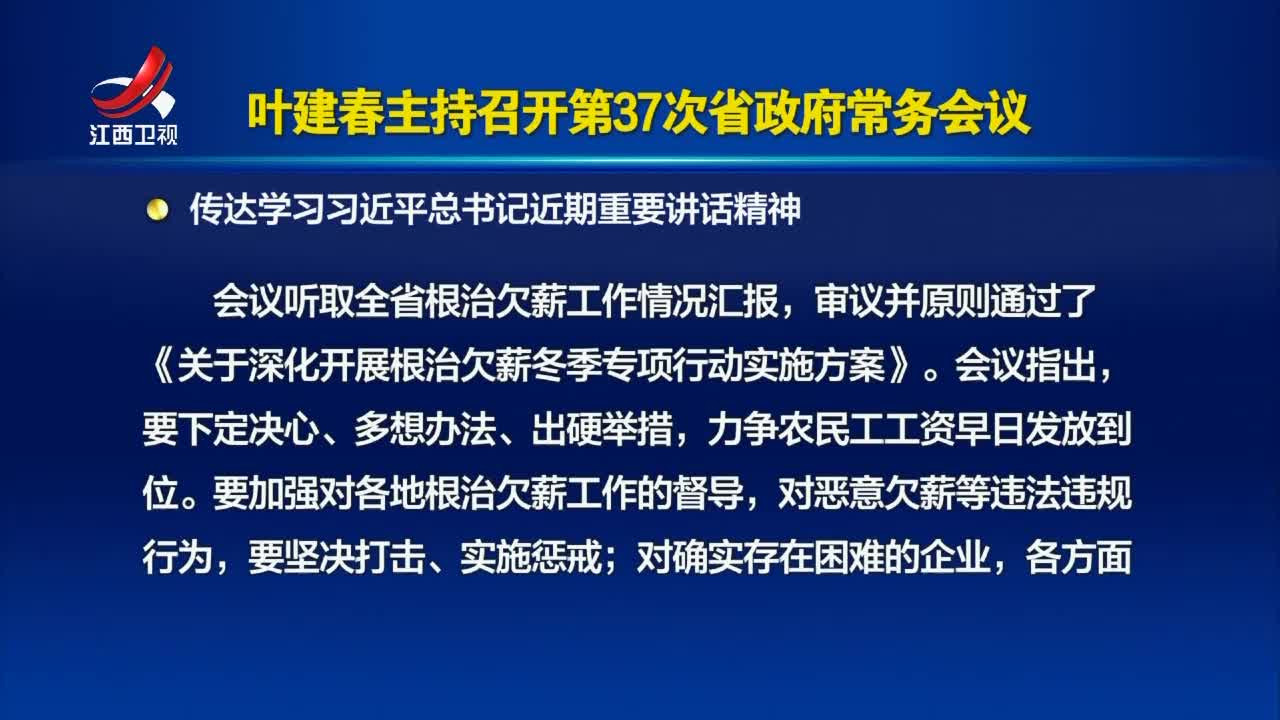 江西卫视
叶建春主持召开第37次省政府常务会议
传达学习习近平总书记近期重要讲话精神
会议听取全省根治欠薪工作情况汇报，审议并原则通过了
《关于深化开展根治欠薪冬季专项行动实施方案》。会议指出，
要下定决心、多想办法、出硬举措，力争农民工工资早日发放到
位。要加强对各地根治欠薪工作的督导，对恶意欠薪等违法违规
行为，要坚决打击、实施惩戒；对确实存在困难的企业，各方面